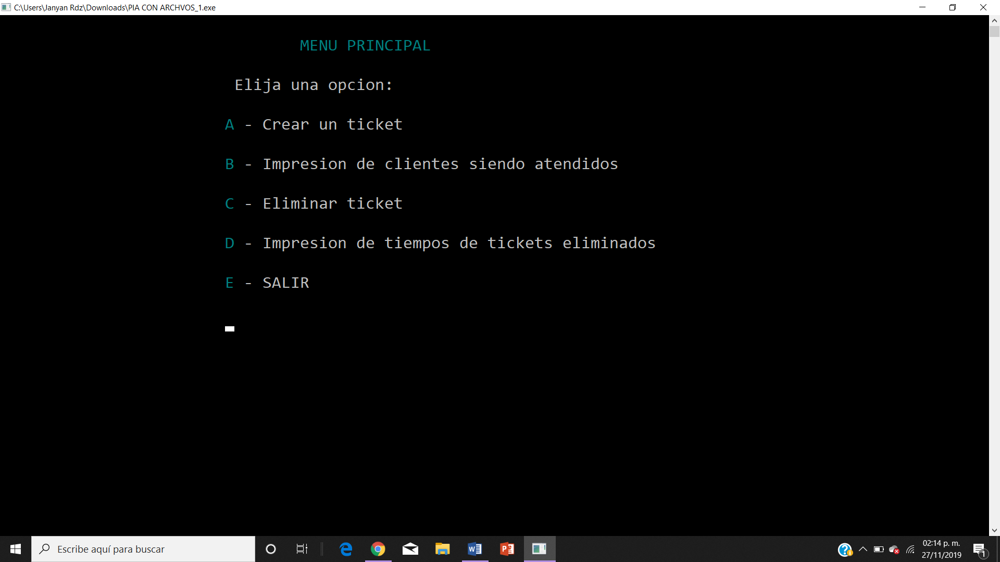 C:\Users\Janyan Rdz\Downloads\PIA CON ARCHVOS_1.exe
MENU PRINCIPAL
Elija una opcion:
A - Crear un ticket
B - Impresion de clientes siendo atendidos
C - Eliminar ticket
D - Impresion de tiempos de tickets eliminados
E - SALIR
Escribe aquí para buscar
02:14 p. m.
27/11/2019
1